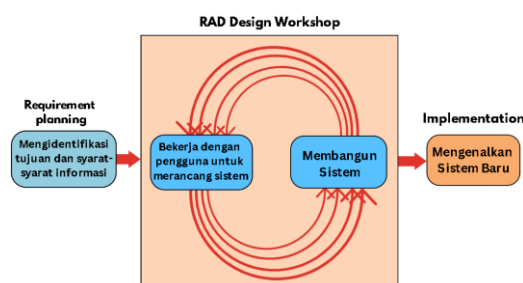 RAD Design Workshop
Requirement
planning
Mengidentifikasi
tujuan dan syarat-
syarat informasi
Bekerja dengan
pengguna untuk
merancang sistem
Membangun
Sistem
Implementation
Mengenalkan
Sistem Baru